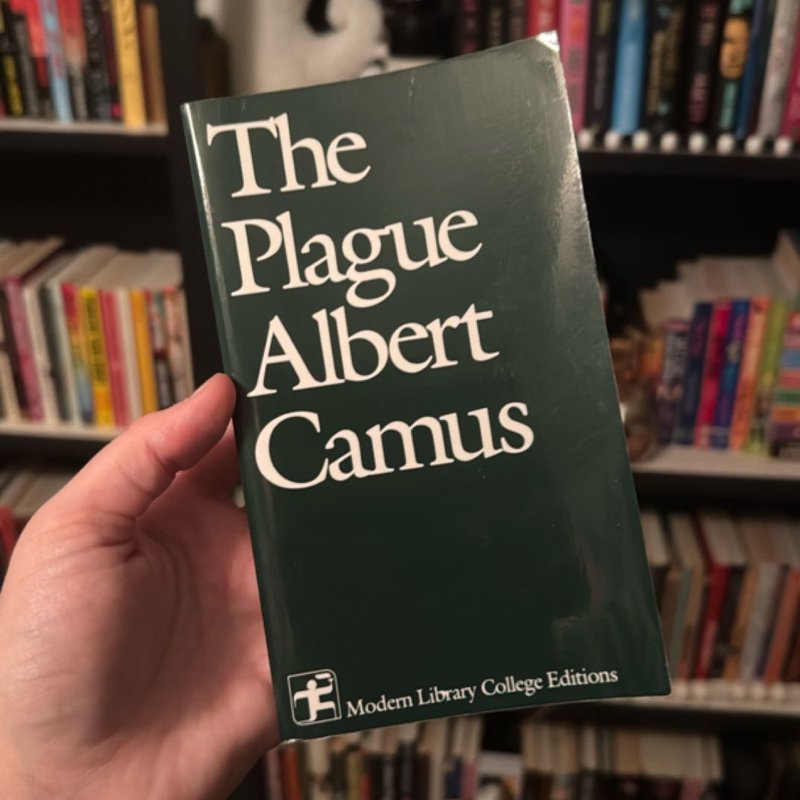 The
Plague
Albert
Camus
Modern Library College Editions